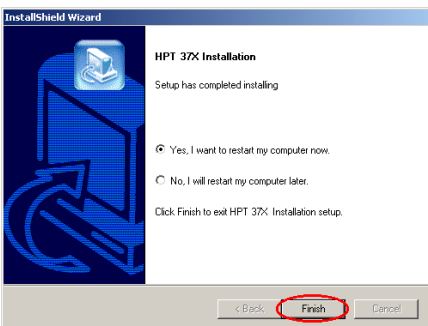 InstallShield Wizard
HPT 37X Installation
Setup has completed installing
Yes, I want to restart my computer now.
No, I will restart my computer later.
Click Finish to exit HPT 37X Installation setup.
< Back
Finish
Cancel